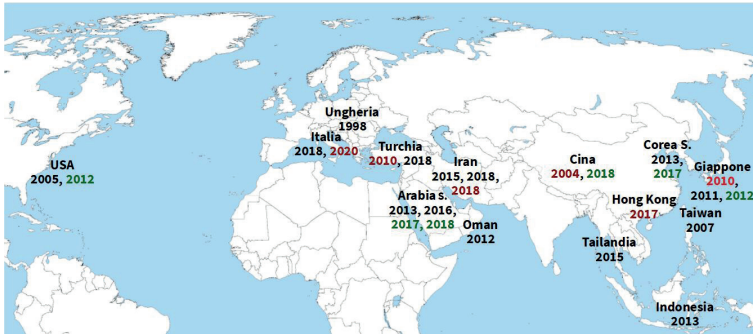 Ungheria
1998
Italia
2018, 2020
Turchia
2010, 2018
USA
2005, 2012
Iran
2015, 2018,
2018
Arabia s.
2013, 2016,
2017, 2018
Oman
2012
Cina
2004, 2018
Corea S.
2013,
2017
Giappone
2010,
2011, 2012
Hong Kong
2017
Taiwan
2007
Tailandia
2015
Indonesia
2013